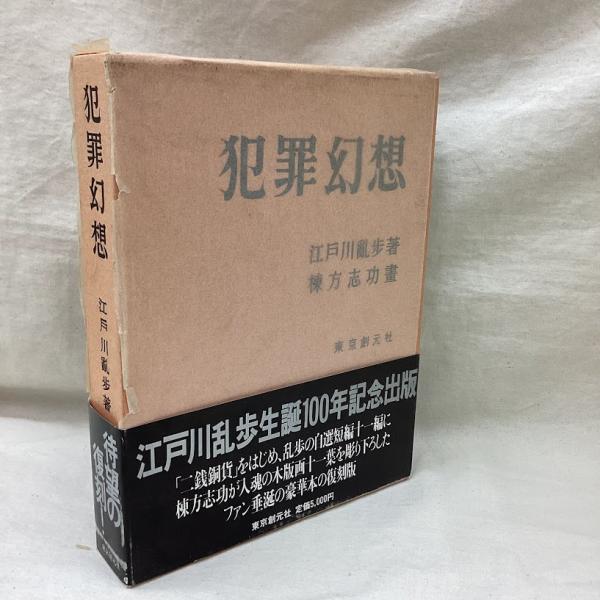 犯罪幻想
江戶川亂步著
犯罪幻想
江戶川亂步著
棟方志功畫
東京創元社
待望の
復刻!
江戸川乱歩生誕100年記念出版
「二銭銅貨」をはじめ、乱歩の自選短編十一編に
棟方志功が入魂の木版画十一葉を彫り下ろした
ファン垂涎の豪華本の復刻版
東京創元社 定価5,000円